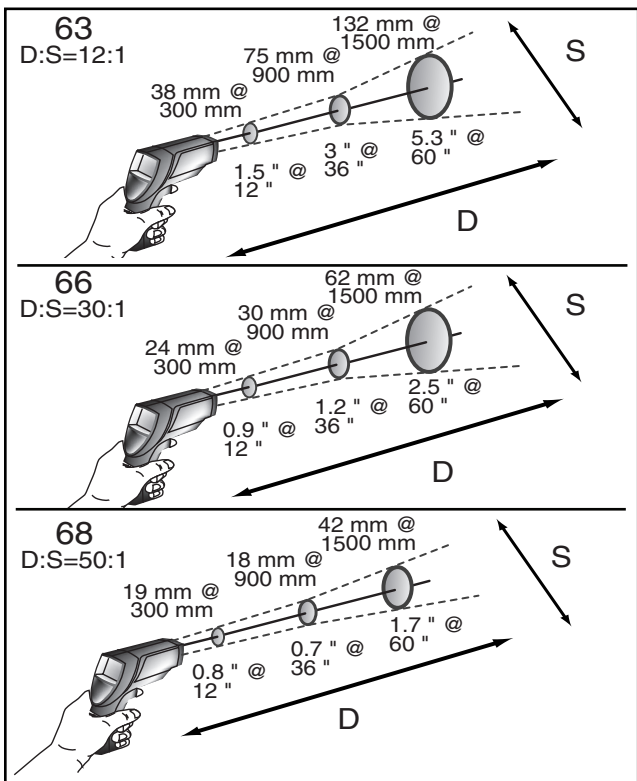 63
D:S=12:1
132 mm @
1500 mm
75 mm @
900 mm
38 mm @
300 mm
S
1.5 " @
12 "
3 " @
36 "
5.3 " @
60 "
D
66
D:S=30:1
62 mm @
1500 mm
30 mm @
900 mm
24 mm @
300 mm
S
0.9 " @
12 "
1.2 " @
36 "
2.5 " @
60 "
D
68
D:S=50:1
42 mm @
1500 mm
18 mm @
900 mm
19 mm @
300 mm
S
0.8 " @
12 "
0.7 " @
36 "
1.7 " @
60 "
D